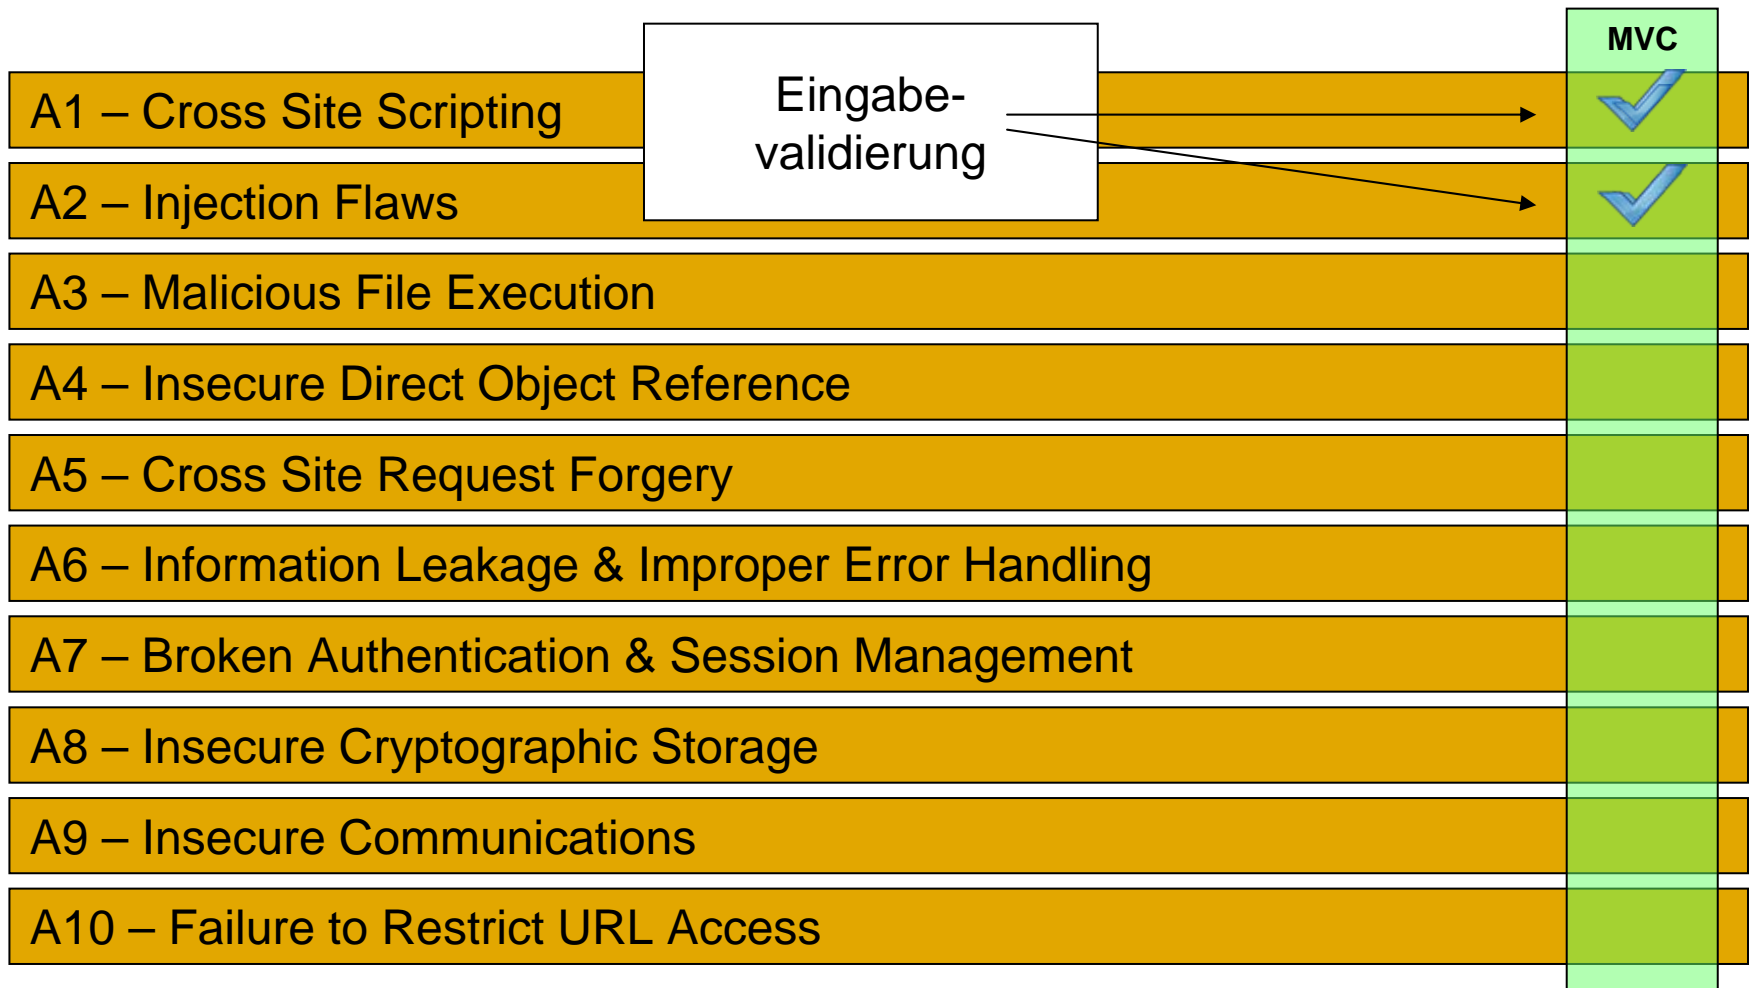 MVC
Eingabe-
validierung
A1 – Cross Site Scripting
A2 – Injection Flaws
A3 – Malicious File Execution
A4 – Insecure Direct Object Reference
A5 – Cross Site Request Forgery
A6 – Information Leakage & Improper Error Handling
A7 – Broken Authentication & Session Management
A8 – Insecure Cryptographic Storage
A9 – Insecure Communications
A10 – Failure to Restrict URL Access